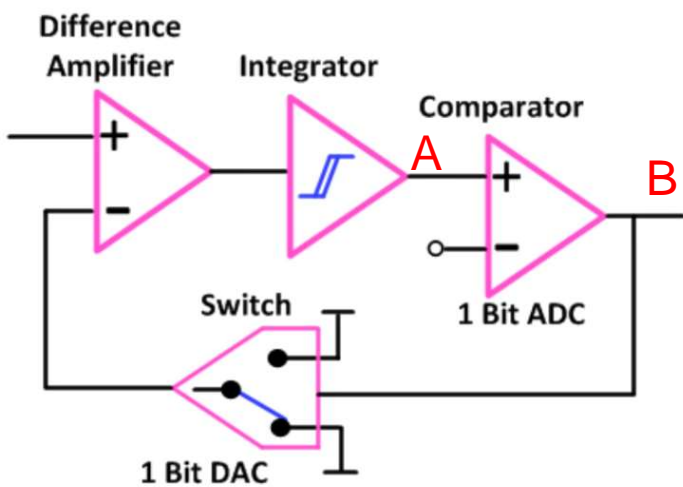 Difference
Amplifier
Integrator
Comparator
A
B
+
-
+
-
Switch
1 Bit ADC
1 Bit DAC